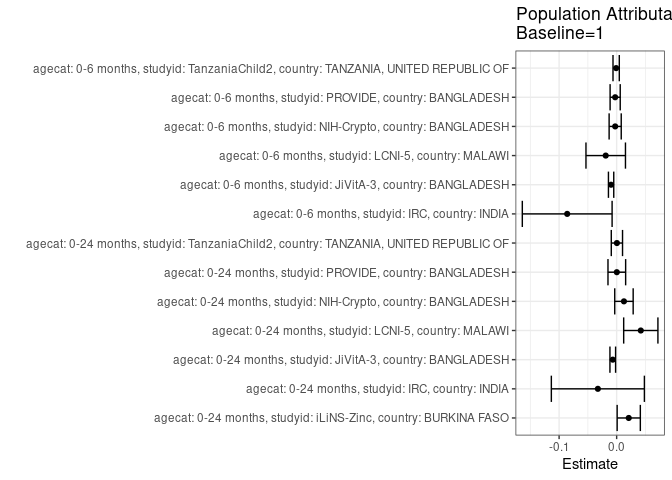 Population Attributa
Baseline=1
agecat: 0-6 months, studyid: TanzaniaChild2, country: TANZANIA, UNITED REPUBLIC OF
agecat: 0-6 months, studyid: PROVIDE, country: BANGLADESH
agecat: 0-6 months, studyid: NIH-Crypto, country: BANGLADESH
agecat: 0-6 months, studyid: LCNI-5, country: MALAWI
agecat: 0-6 months, studyid: JiVitA-3, country: BANGLADESH
agecat: 0-6 months, studyid: IRC, country: INDIA
agecat: 0-24 months, studyid: TanzaniaChild2, country: TANZANIA, UNITED REPUBLIC OF
agecat: 0-24 months, studyid: PROVIDE, country: BANGLADESH
agecat: 0-24 months, studyid: NIH-Crypto, country: BANGLADESH
agecat: 0-24 months, studyid: LCNI-5, country: MALAWI
agecat: 0-24 months, studyid: JiVitA-3, country: BANGLADESH
agecat: 0-24 months, studyid: IRC, country: INDIA
agecat: 0-24 months, studyid: iLiNS-Zinc, country: BURKINA FASO
-0.1 0.0
Estimate